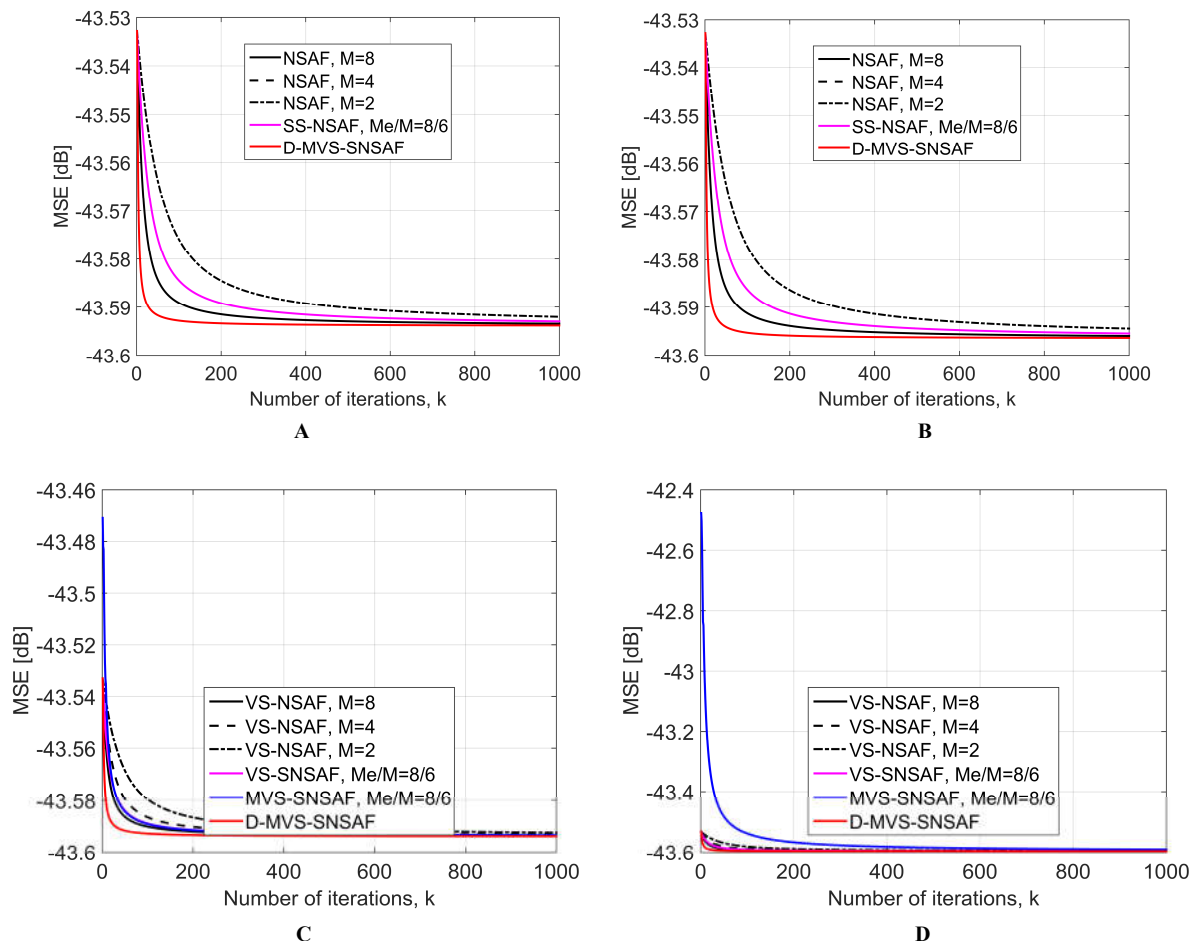 -43.53
-43.54
-43.55
-43.56
-43.57
-43.58
-43.59
-43.6
MSE [dB]
NSAF, M=8
NSAF, M=4
NSAF, M=2
SS-NSAF, Me/M=8/6
D-MVS-SNSAF
0 200 400 600 800 1000
Number of iterations, k
A
-43.53
-43.54
-43.55
-43.56
-43.57
-43.58
-43.59
-43.6
MSE [dB]
NSAF, M=8
NSAF, M=4
NSAF, M=2
SS-NSAF, Me/M=8/6
D-MVS-SNSAF
0 200 400 600 800 1000
Number of iterations, k
B
-43.46
-43.48
-43.5
-43.52
-43.54
-43.56
-43.58
-43.6
MSE [dB]
VS-NSAF, M=8
VS-NSAF, M=4
VS-NSAF, M=2
VS-SNSAF, Me/M=8/6
MVS-SNSAF, Me/M=8/6
D-MVS-SNSAF
0 200 400 600 800 1000
Number of iterations, k
C
-42.4
-42.6
-42.8
-43
-43.2
-43.4
-43.6
MSE [dB]
VS-NSAF, M=8
VS-NSAF, M=4
VS-NSAF, M=2
VS-SNSAF, Me/M=8/6
MVS-SNSAF, Me/M=8/6
D-MVS-SNSAF
0 200 400 600 800 1000
Number of iterations, k
D